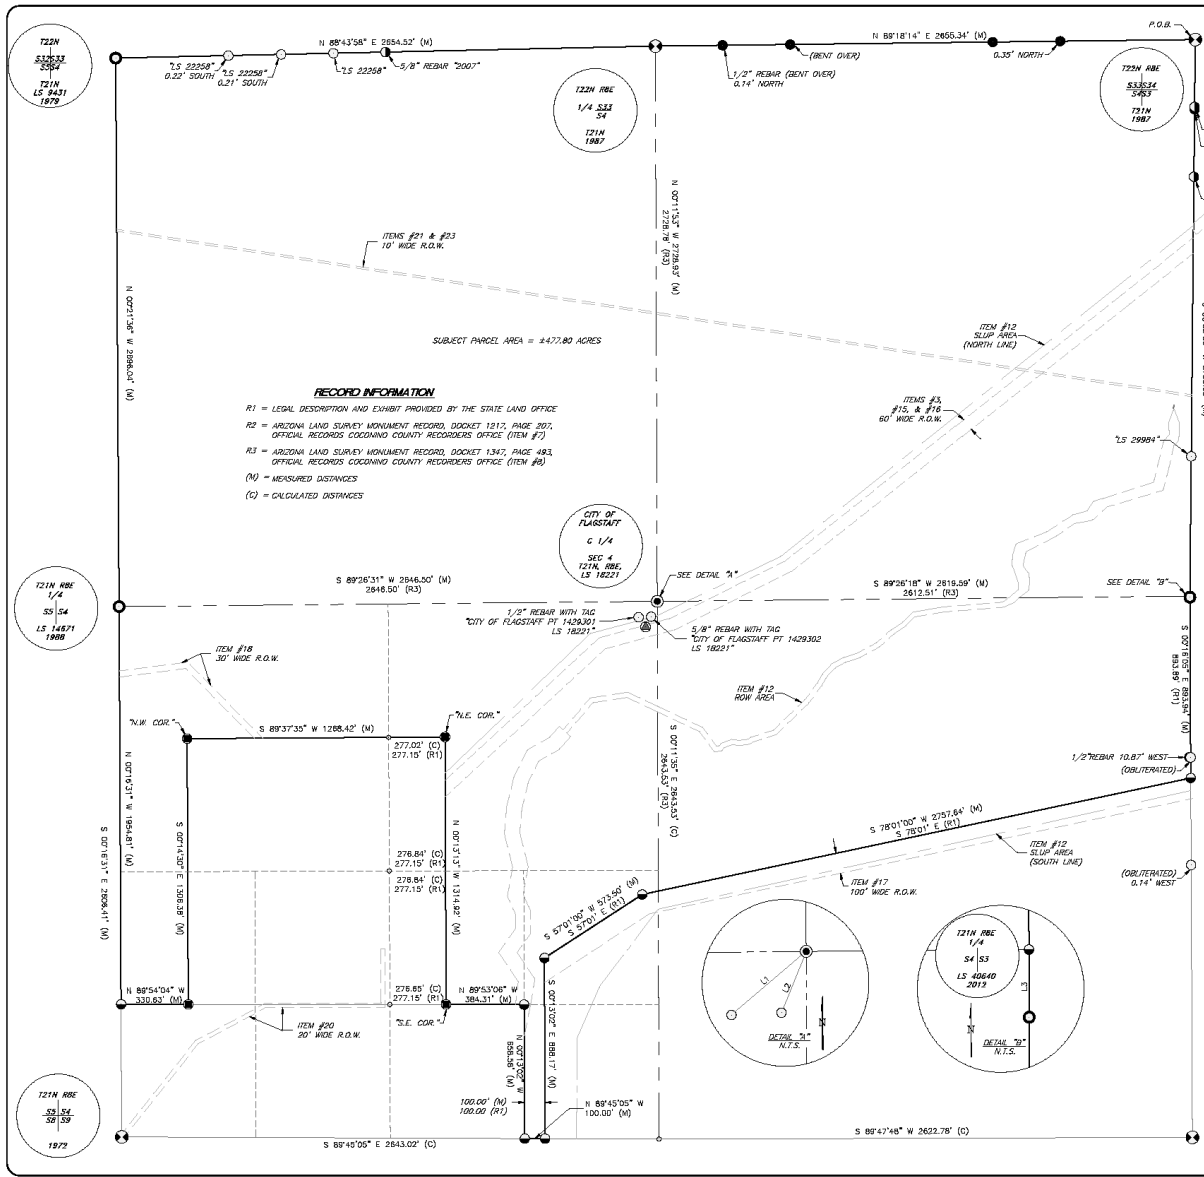 P.O.B.
N 88°43'58" E 2654.52' (M)
N 89°18'14" E 2655.34' (M)
T22N
S32 S33
S5 S4
T21N
LS 9431
1979
"LS 22258"
0.22' SOUTH
"LS 22258"
0.21' SOUTH
"LS 22258"
5/8" REBAR "2007"
1/2" REBAR (BENT OVER)
0.14' NORTH
(BENT OVER)
0.35' NORTH
T22N R8E
1/4 S33
S4
T21N
1987
T22N R8E
S33 S34
S4 S3
T21N
1987
N 00°11'53" W 2728.93' (M)
2728.78' (R3)
ITEMS #21 & #23
10' WIDE R.O.W.
N 00°21'36" W 2696.04' (M)
SUBJECT PARCEL AREA = ±477.80 ACRES
ITEM #12
SLUP AREA
(NORTH LINE)
RECORD INFORMATION
R1 = LEGAL DESCRIPTION AND EXHIBIT PROVIDED BY THE STATE LAND OFFICE
R2 = ARIZONA LAND SURVEY MONUMENT RECORD, DOCKET 1217, PAGE 207,
OFFICIAL RECORDS COCONINO COUNTY RECORDERS OFFICE (ITEM #7)
R3 = ARIZONA LAND SURVEY MONUMENT RECORD, DOCKET 1347, PAGE 493,
OFFICIAL RECORDS COCONINO COUNTY RECORDERS OFFICE (ITEM #8)
(M) = MEASURED DISTANCES
(C) = CALCULATED DISTANCES
ITEMS #3,
#15, & #16
60' WIDE R.O.W.
"LS 29984"
CITY OF
FLAGSTAFF
C 1/4
SEC 4
T21N, R8E,
LS 18221
T21N R8E
1/4
S5 S4
LS 14671
1988
S 89°26'31" W 2646.50' (M)
2646.50' (R3)
SEE DETAIL "A"
S 89°26'18" W 2619.59' (M)
2612.51' (R3)
SEE DETAIL "B"
1/2" REBAR WITH TAG
"CITY OF FLAGSTAFF PT 1429301
LS 18221"
5/8" REBAR WITH TAG
"CITY OF FLAGSTAFF PT 1429302
LS 18221"
ITEM #18
30' WIDE R.O.W.
ITEM #12
ROW AREA
S 00°16'05" E 893.94' (M)
893.89' (R1)
"N.W. COR."
S 89°37'35" W 1268.42' (M)
"N.E. COR."
277.02' (C)
277.15' (R1)
S 00°11'35" E 2643.53' (C)
2643.53' (R3)
1/2"REBAR 10.87' WEST
(OBLITERATED)
N 00°16'31" W 1954.81' (M)
S 00°16'31" E 2608.41' (M)
S 00°14'30" E 1306.38' (M)
N 00°13'13" W 1314.92' (M)
S 78°01'00" W 2757.64' (M)
S 78°01' E (R1)
ITEM #12
SLUP AREA
(SOUTH LINE)
276.84' (C)
277.15' (R1)
276.64' (C)
277.15' (R1)
ITEM #17
100' WIDE R.O.W.
(OBLITERATED)
0.14' WEST
S 57°01'00" W 573.50' (M)
S 57°01' E (R1)
T21N R8E
1/4
S4 S3
LS 40640
2012
L1
L2
L3
N
N
DETAIL "A"
N.T.S.
DETAIL "B"
N.T.S.
N 89°54'04" W
330.63' (M)
276.65' (C)
277.15' (R1)
N 89°53'06" W
384.31' (M)
ITEM #20
20' WIDE R.O.W.
"S.E. COR."
N 00°13'02" W
656.58' (M)
S 00°13'02" E 888.17' (M)
T21N R8E
S5 S4
S8 S9
1972
100.00' (M)
100.00 (R1)
N 89°45'05" W
100.00' (M)
S 89°45'05" E 2643.02' (C)
S 89°47'48" W 2622.78' (C)